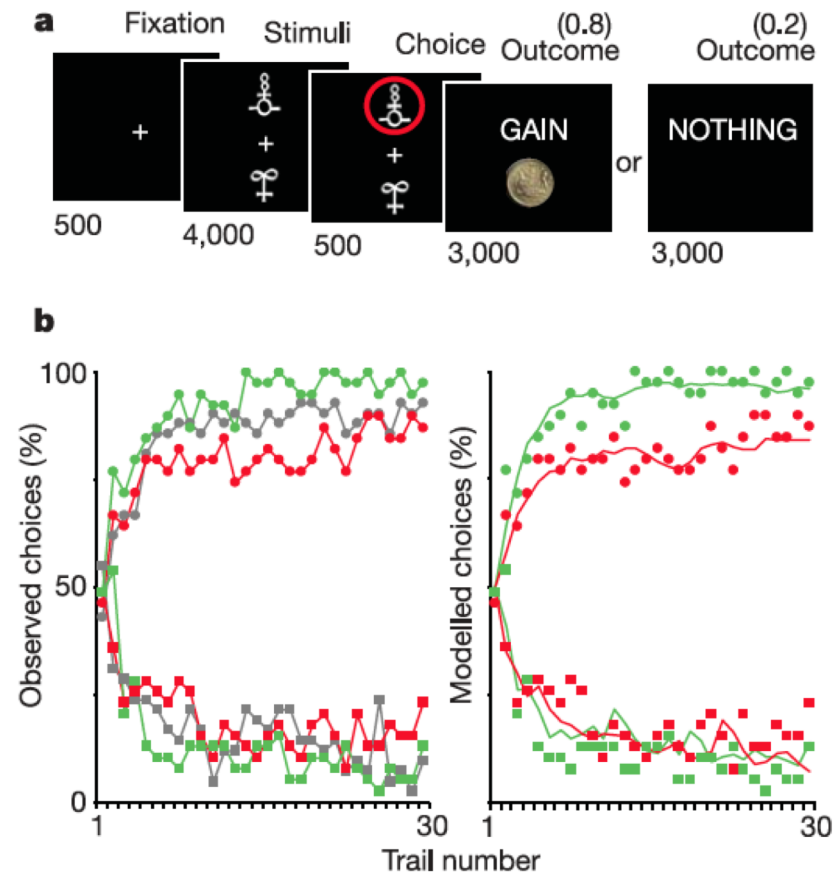 a
Fixation
Stimuli
Choice
(0.8)
Outcome
(0.2)
Outcome
GAIN
or
NOTHING
500
4,000
500
3,000
3,000
b
Observed choices (%)
100
50
0
1
30
Modelled choices (%)
1
30
Trail number